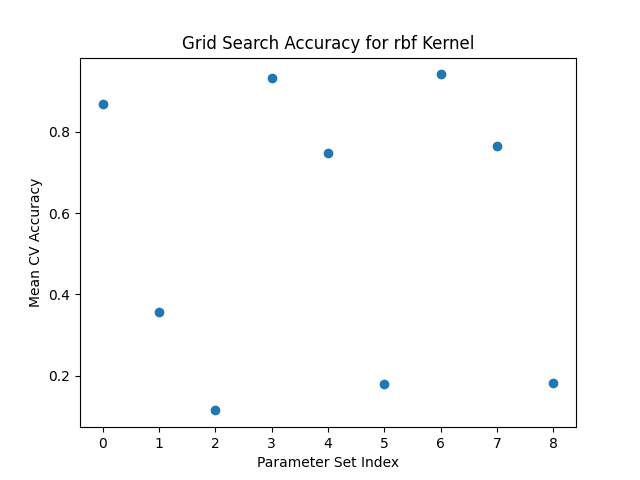 Grid Search Accuracy for rbf Kernel
Mean CV Accuracy
0.8
0.6
0.4
0.2
0 1 2 3 4 5 6 7 8
Parameter Set Index